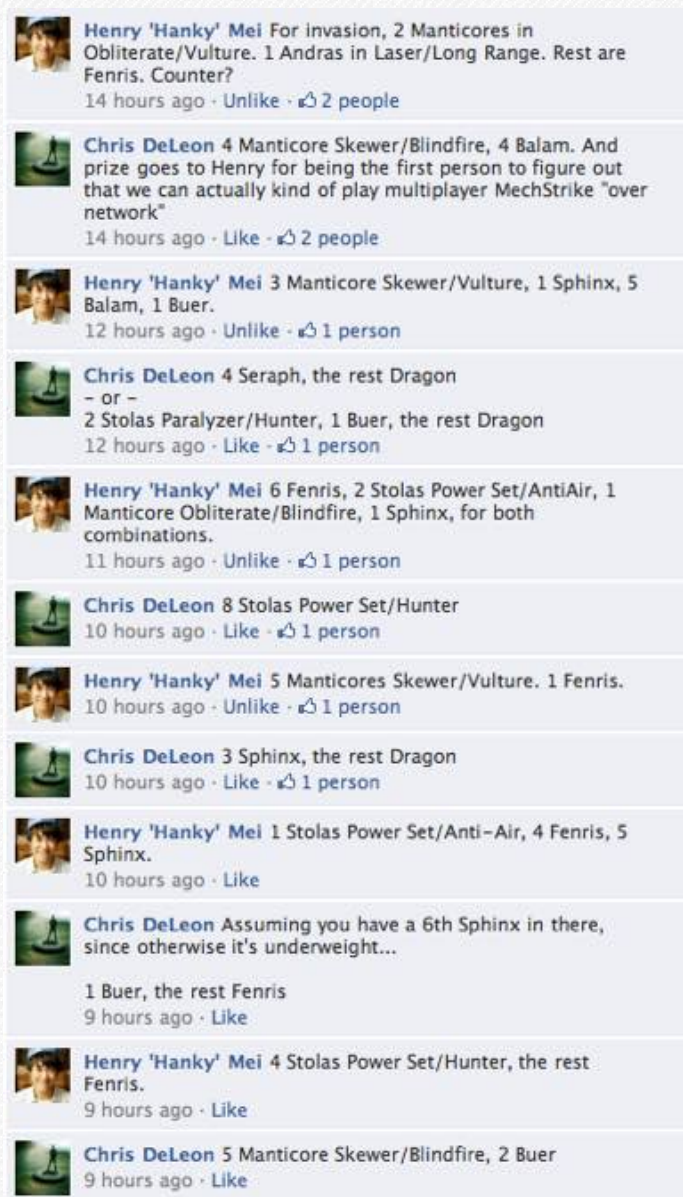 Henry 'Hanky' Mei For invasion, 2 Manticores in
Obliterate/Vulture. 1 Andras in Laser/Long Range. Rest are
Fenris. Counter?
14 hours ago · Unlike · 2 people
Chris DeLeon 4 Manticore Skewer/Blindfire, 4 Balam. And
prize goes to Henry for being the first person to figure out
that we can actually kind of play multiplayer MechStrike "over
network"
14 hours ago · Like · 2 people
Henry 'Hanky' Mei 3 Manticore Skewer/Vulture, 1 Sphinx, 5
Balam, 1 Buer.
12 hours ago · Unlike · 1 person
Chris DeLeon 4 Seraph, the rest Dragon
- or -
2 Stolas Paralyzer/Hunter, 1 Buer, the rest Dragon
12 hours ago · Like · 1 person
Henry 'Hanky' Mei 6 Fenris, 2 Stolas Power Set/AntiAir, 1
Manticore Obliterate/Blindfire, 1 Sphinx, for both
combinations.
11 hours ago · Unlike · 1 person
Chris DeLeon 8 Stolas Power Set/Hunter
10 hours ago · Like · 1 person
Henry 'Hanky' Mei 5 Manticores Skewer/Vulture. 1 Fenris.
10 hours ago · Unlike · 1 person
Chris DeLeon 3 Sphinx, the rest Dragon
10 hours ago · Like · 1 person
Henry 'Hanky' Mei 1 Stolas Power Set/Anti-Air, 4 Fenris, 5
Sphinx.
10 hours ago · Like
Chris DeLeon Assuming you have a 6th Sphinx in there,
since otherwise it's underweight...
1 Buer, the rest Fenris
9 hours ago · Like
Henry 'Hanky' Mei 4 Stolas Power Set/Hunter, the rest
Fenris.
9 hours ago · Like
Chris DeLeon 5 Manticore Skewer/Blindfire, 2 Buer
9 hours ago · Like